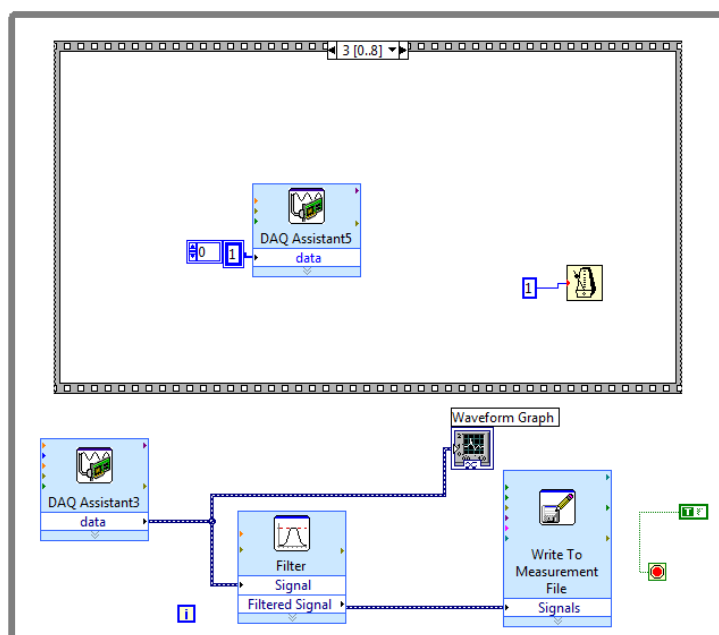 3 [0..8]
DAQ Assistant5
data
0
1
1
Waveform Graph
DAQ Assistant3
data
Filter
Signal
Filtered Signal
Write To
Measurement
File
Signals
T
i